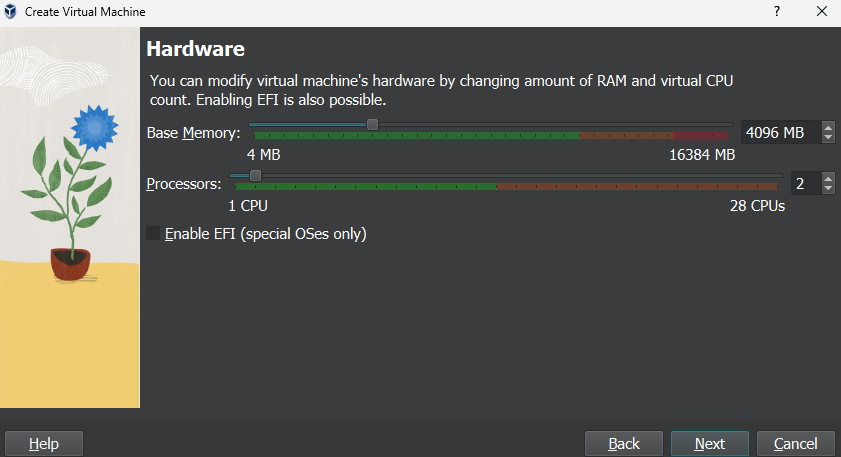 Create Virtual Machine
?
Hardware
You can modify virtual machine's hardware by changing amount of RAM and virtual CPU
count. Enabling EFI is also possible.
Base Memory:
4096 MB
4 MB
16384 MB
Processors:
2
1 CPU
28 CPUs
Enable EFI (special OSes only)
Help
Back
Next
Cancel